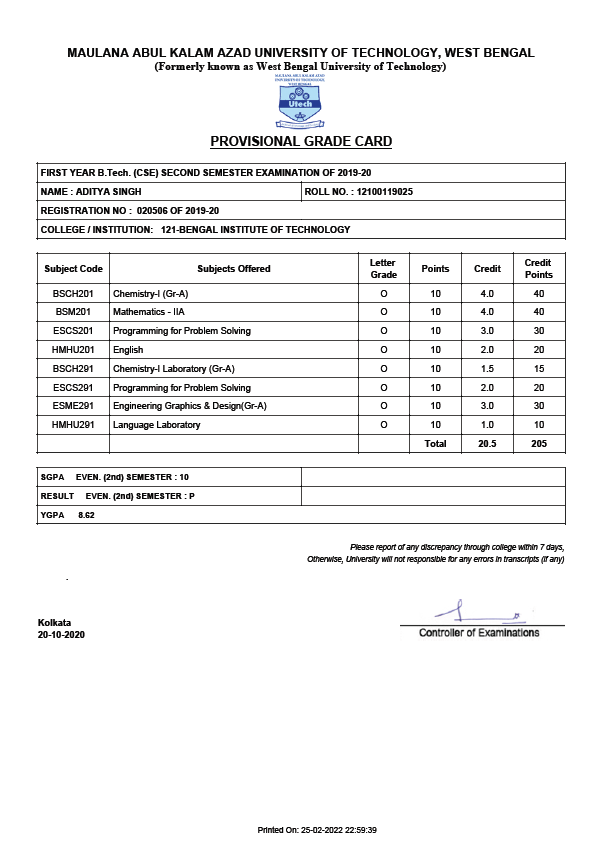 MAULANA ABUL KALAM AZAD UNIVERSITY OF TECHNOLOGY, WEST BENGAL
(Formerly known as West Bengal University of Technology)
MAULANA ABUL KALAM AZAD
UNIVERSITY OF TECHNOLOGY,
WEST BENGAL
Utech
PROVISIONAL GRADE CARD
FIRST YEAR B.Tech. (CSE) SECOND SEMESTER EXAMINATION OF 2019-20
NAME : ADITYA SINGH ROLL NO. : 12100119025
REGISTRATION NO : 020506 OF 2019-20
COLLEGE / INSTITUTION: 121-BENGAL INSTITUTE OF TECHNOLOGY
Subject Code Subjects Offered Letter Grade Points Credit Credit Points
BSCH201 Chemistry-I (Gr-A) O 10 4.0 40
BSM201 Mathematics - IIA O 10 4.0 40
ESCS201 Programming for Problem Solving O 10 3.0 30
HMHU201 English O 10 2.0 20
BSCH291 Chemistry-I Laboratory (Gr-A) O 10 1.5 15
ESCS291 Programming for Problem Solving O 10 2.0 20
ESME291 Engineering Graphics & Design(Gr-A) O 10 3.0 30
HMHU291 Language Laboratory O 10 1.0 10
Total 20.5 205
SGPA EVEN. (2nd) SEMESTER : 10
RESULT EVEN. (2nd) SEMESTER : P
YGPA 8.62
Please report of any discrepancy through college within 7 days,
Otherwise, University will not responsible for any errors in transcripts (if any)
.
Kolkata
20-10-2020
Controller of Examinations
Printed On: 25-02-2022 22:59:39